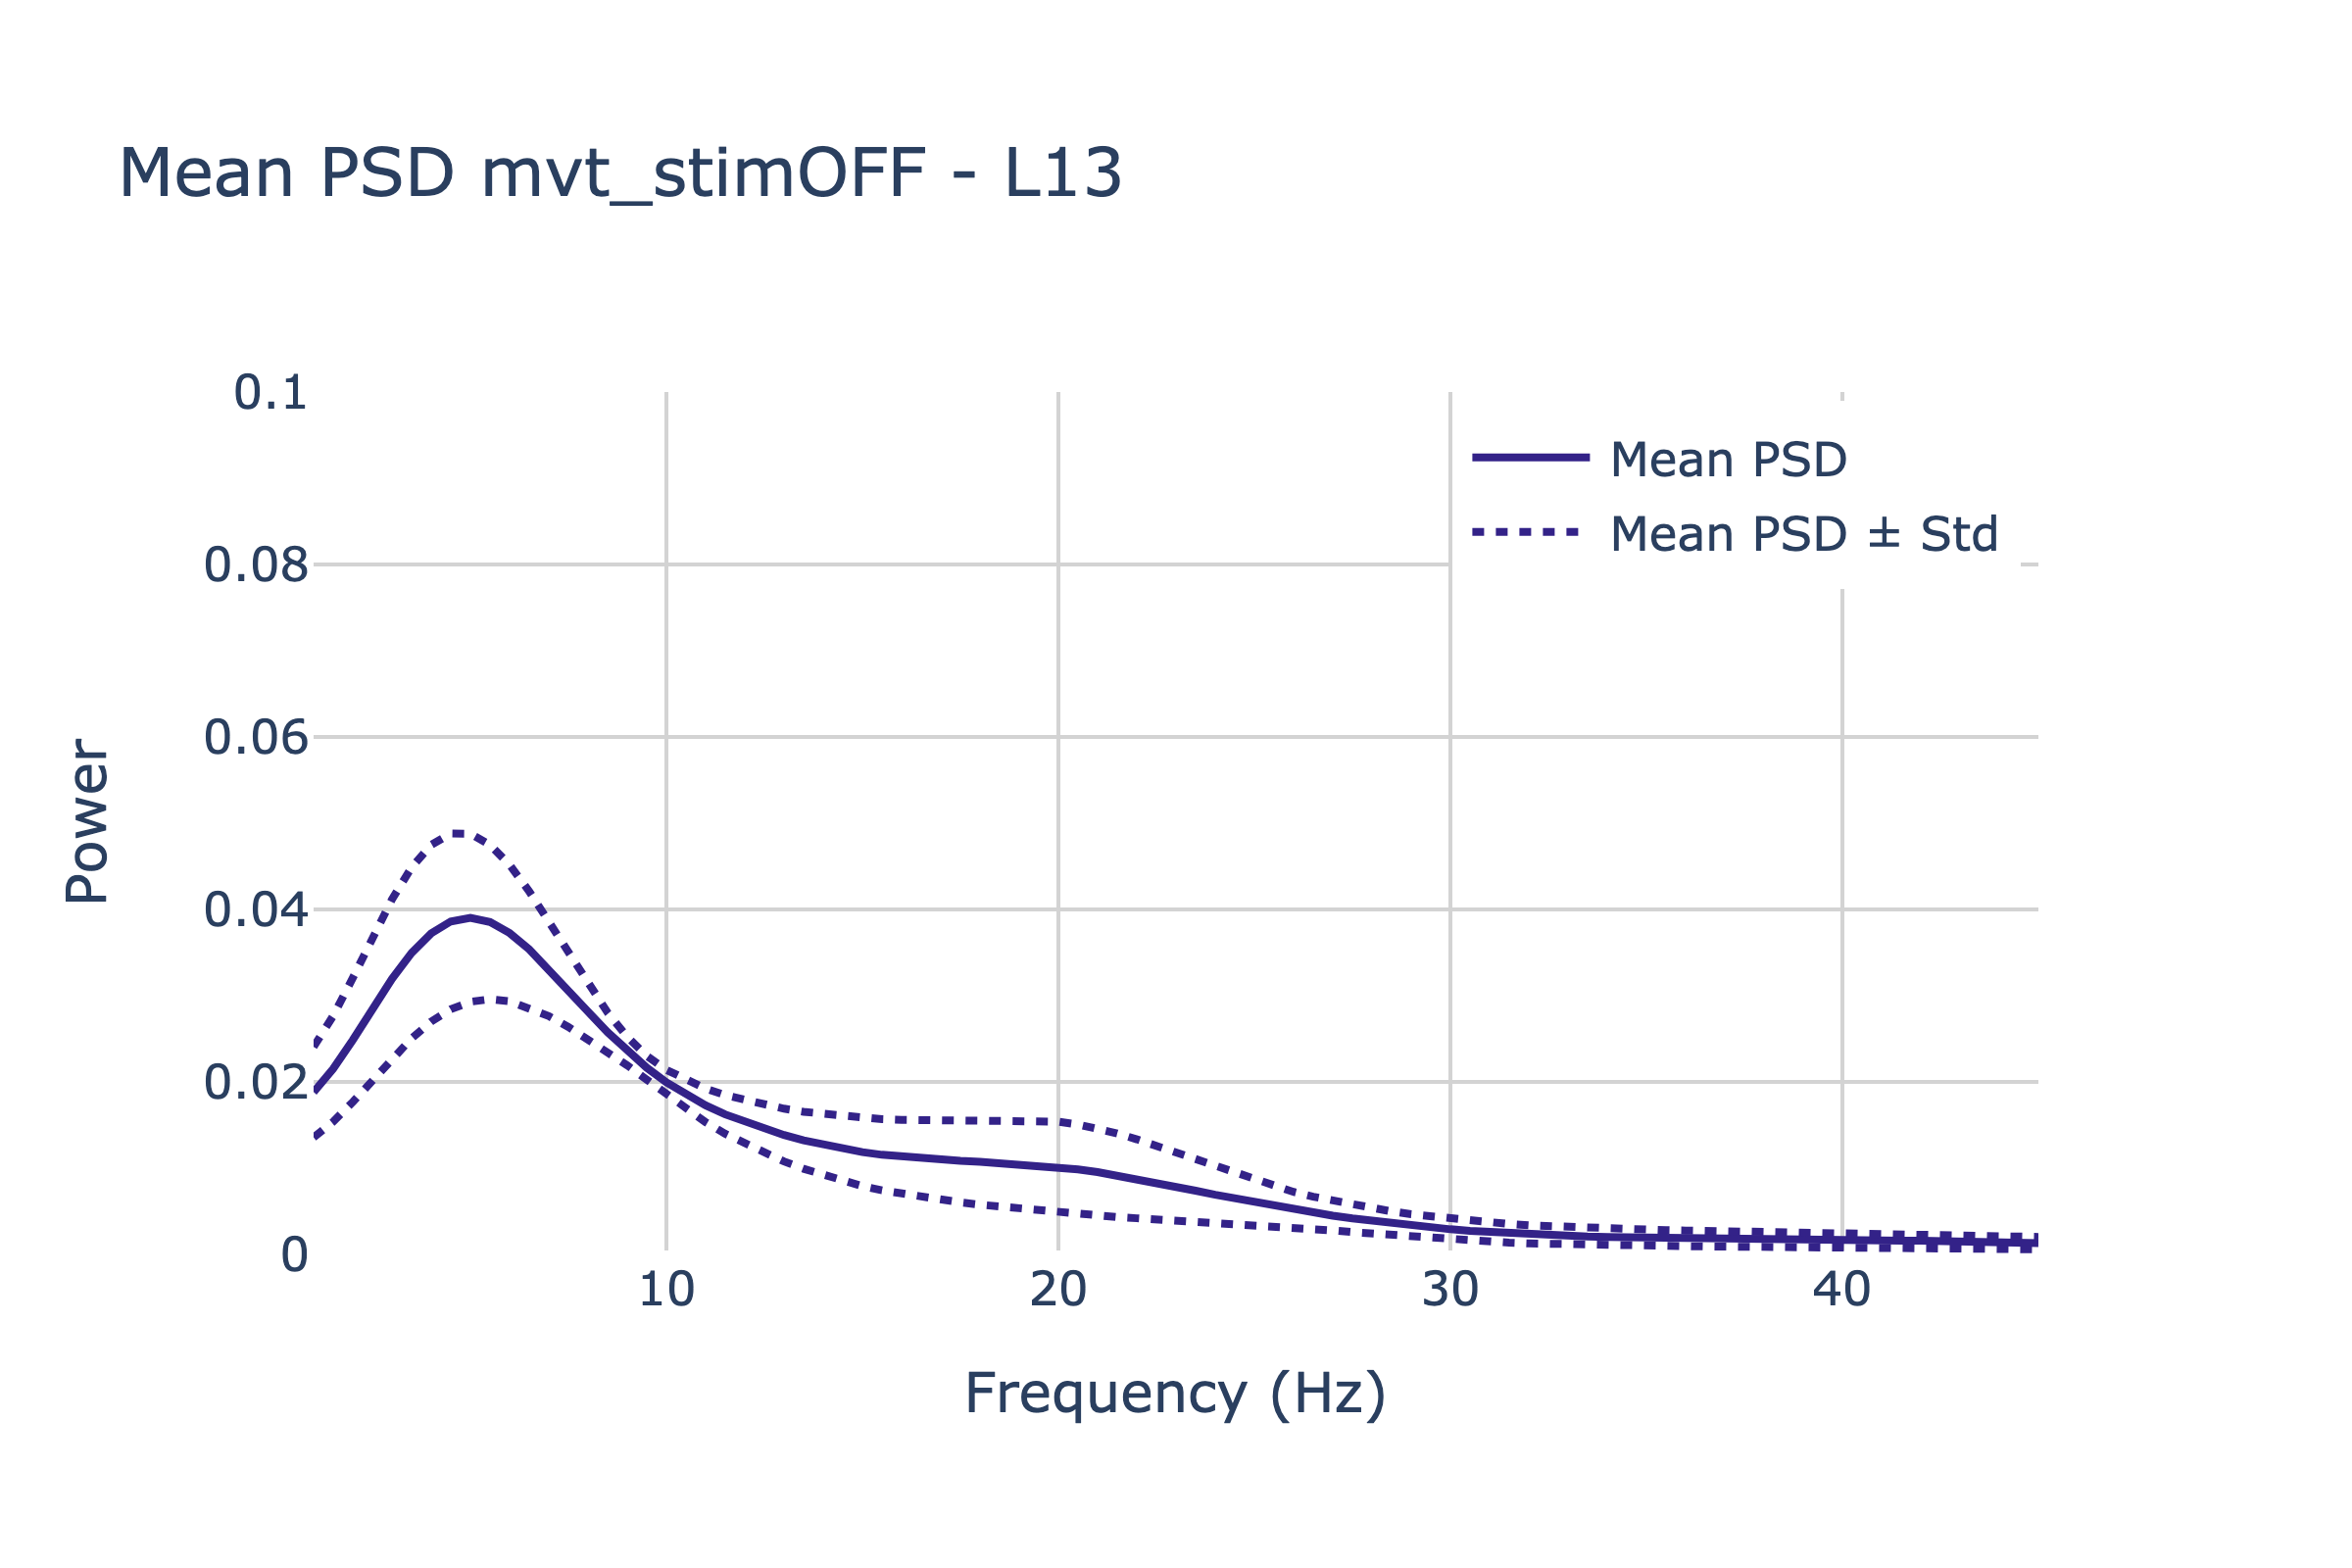 Mean PSD mvt_stimOFF - L13
0.1
Mean PSD
Mean PSD ± Std
0.08
0.06
0.04
0.02
0
Power
10 20 30 40
Frequency (Hz)